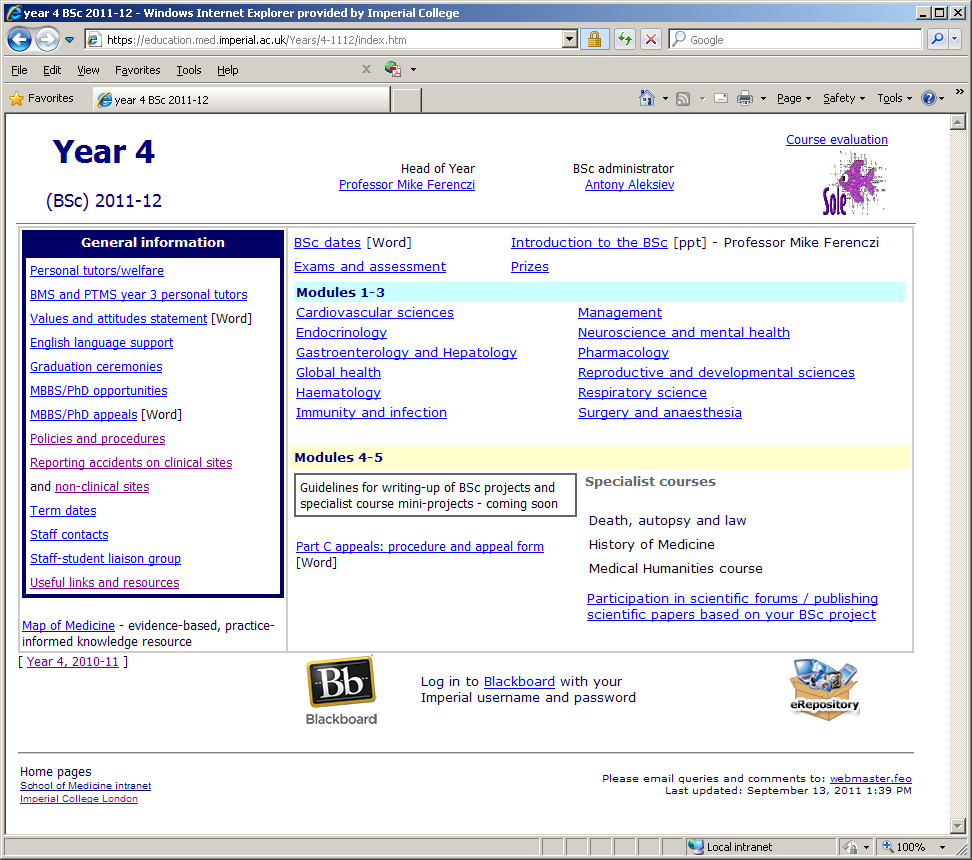 year 4 BSc 2011-12 - Windows Internet Explorer provided by Imperial College
https://education.med.imperial.ac.uk/Years/4-1112/index.htm
Google
File Edit View Favorites Tools Help
X
Favorites
year 4 BSc 2011-12
Page Safety Tools
»
Year 4
(BSc) 2011-12
Head of Year
Professor Mike Ferenczi
BSc administrator
Antony Aleksiev
Course evaluation
Sole
General information
Personal tutors/welfare
BMS and PTMS year 3 personal tutors
Values and attitudes statement [Word]
English language support
Graduation ceremonies
MBBS/PhD opportunities
MBBS/PhD appeals [Word]
Policies and procedures
Reporting accidents on clinical sites
and non-clinical sites
Term dates
Staff contacts
Staff-student liaison group
Useful links and resources
Map of Medicine - evidence-based, practice-
informed knowledge resource
BSc dates [Word]
Introduction to the BSc [ppt] - Professor Mike Ferenczi
Exams and assessment
Prizes
Modules 1-3
Cardiovascular sciences
Endocrinology
Gastroenterology and Hepatology
Global health
Haematology
Immunity and infection
Management
Neuroscience and mental health
Pharmacology
Reproductive and developmental sciences
Respiratory science
Surgery and anaesthesia
Modules 4-5
Guidelines for writing-up of BSc projects and
specialist course mini-projects - coming soon
Part C appeals: procedure and appeal form
[Word]
Specialist courses
Death, autopsy and law
History of Medicine
Medical Humanities course
Participation in scientific forums / publishing
scientific papers based on your BSc project
[ Year 4, 2010-11 ]
Bb
Blackboard
Log in to Blackboard with your
Imperial username and password
eRepository
Home pages
School of Medicine intranet
Imperial College London
Please email queries and comments to: webmaster.feo
Last updated: September 13, 2011 1:39 PM
Local intranet
100%